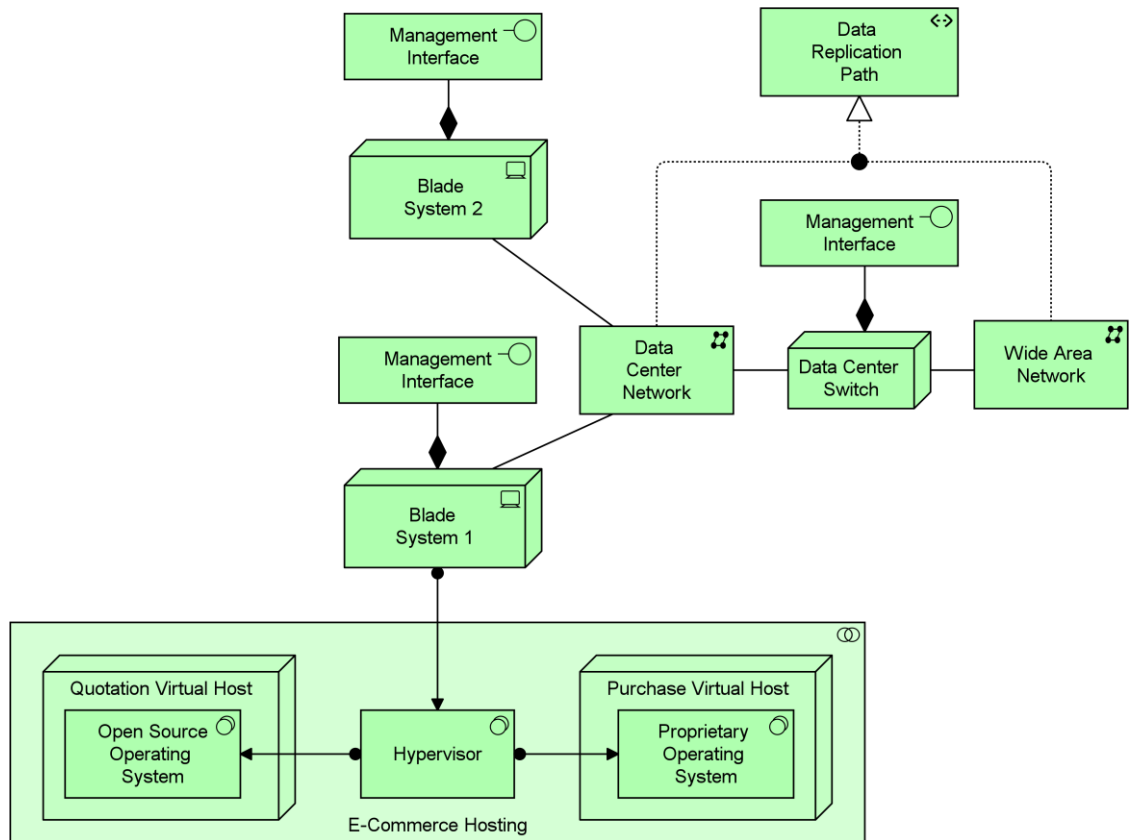 Management
Interface
Data
Replication
Path
Blade
System 2
Management
Interface
Management
Interface
Data
Center
Network
Data Center
Switch
Wide Area
Network
Blade
System 1
Quotation Virtual Host
Open Source
Operating
System
Hypervisor
Purchase Virtual Host
Proprietary
Operating
System
E-Commerce Hosting